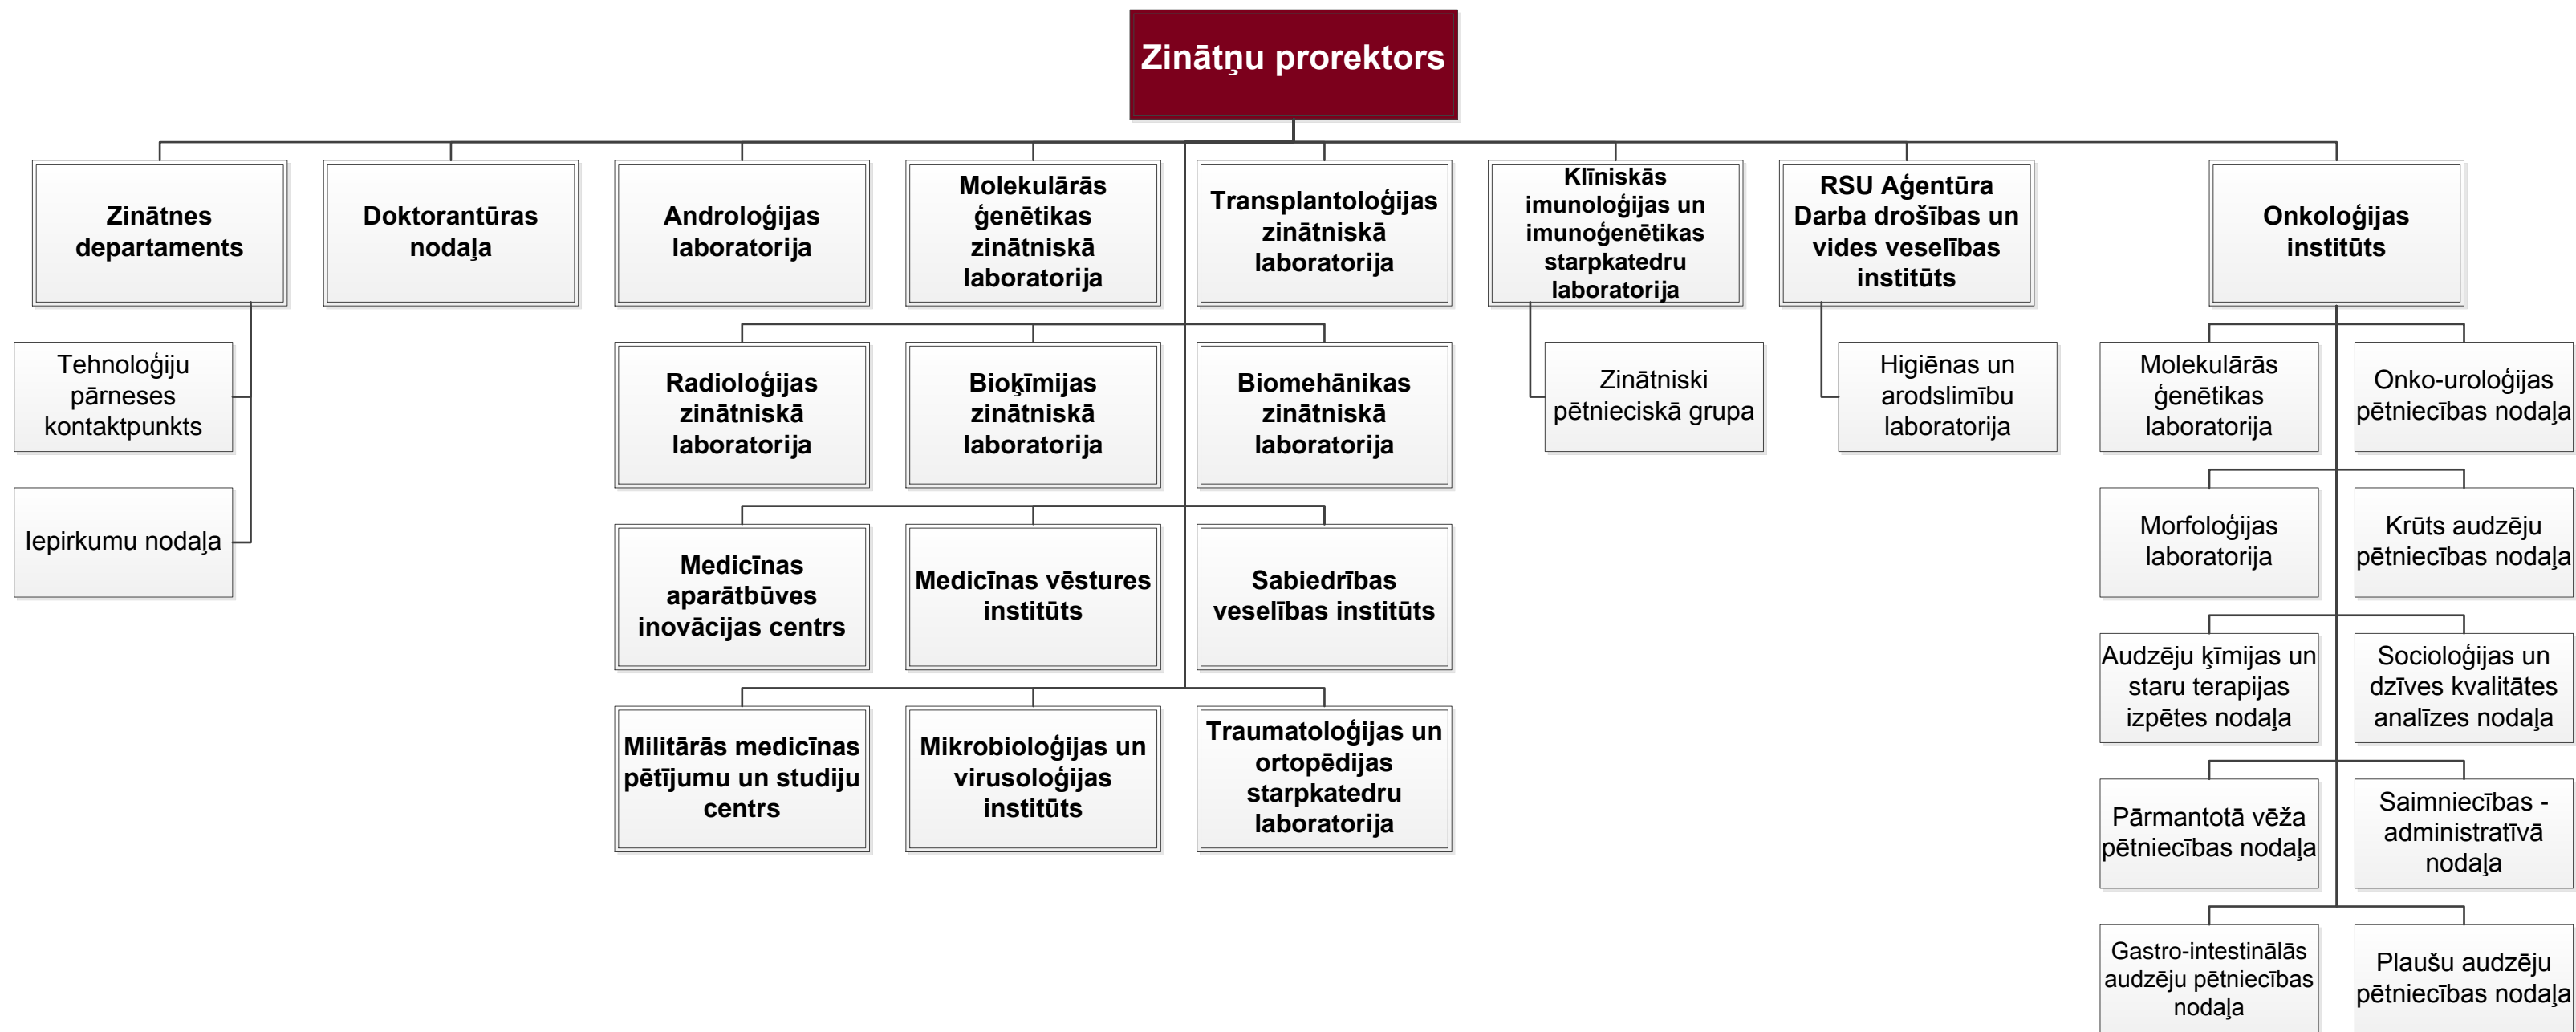 Zinātņu prorektors
Zinātnes
departaments
Doktorantūras
nodaļa
Androloģijas
laboratorija
Molekulārās
ģenētikas
zinātniskā
laboratorija
Transplantoloģijas
zinātniskā
laboratorija
Klīniskās
imunoloģijas un
imunoģenētikas
starpkatedru
laboratorija
RSU Aģentūra
Darba drošības un
vides veselības
institūts
Onkoloģijas
institūts
Tehnoloģiju
pārneses
kontaktpunkts
Radioloģijas
zinātniskā
laboratorija
Bioķīmijas
zinātniskā
laboratorija
Biomehānikas
zinātniskā
laboratorija
Zinātniski
pētnieciskā grupa
Higiēnas un
arodslimību
laboratorija
Molekulārās
ģenētikas
laboratorija
Onko-uroloģijas
pētniecības nodaļa
Iepirkumu nodaļa
Medicīnas
aparātbūves
inovācijas centrs
Medicīnas vēstures
institūts
Sabiedrības
veselības institūts
Morfoloģijas
laboratorija
Krūts audzēju
pētniecības nodaļa
Audzēju ķīmijas un
staru terapijas
izpētes nodaļa
Socioloģijas un
dzīves kvalitātes
analīzes nodaļa
Militārās medicīnas
pētījumu un studiju
centrs
Mikrobioloģijas un
virusoloģijas
institūts
Traumatoloģijas un
ortopēdijas
starpkatedru
laboratorija
Pārmantotā vēža
pētniecības nodaļa
Saimniecības -
administratīvā
nodaļa
Gastro-intestinālās
audzēju pētniecības
nodaļa
Plaušu audzēju
pētniecības nodaļa